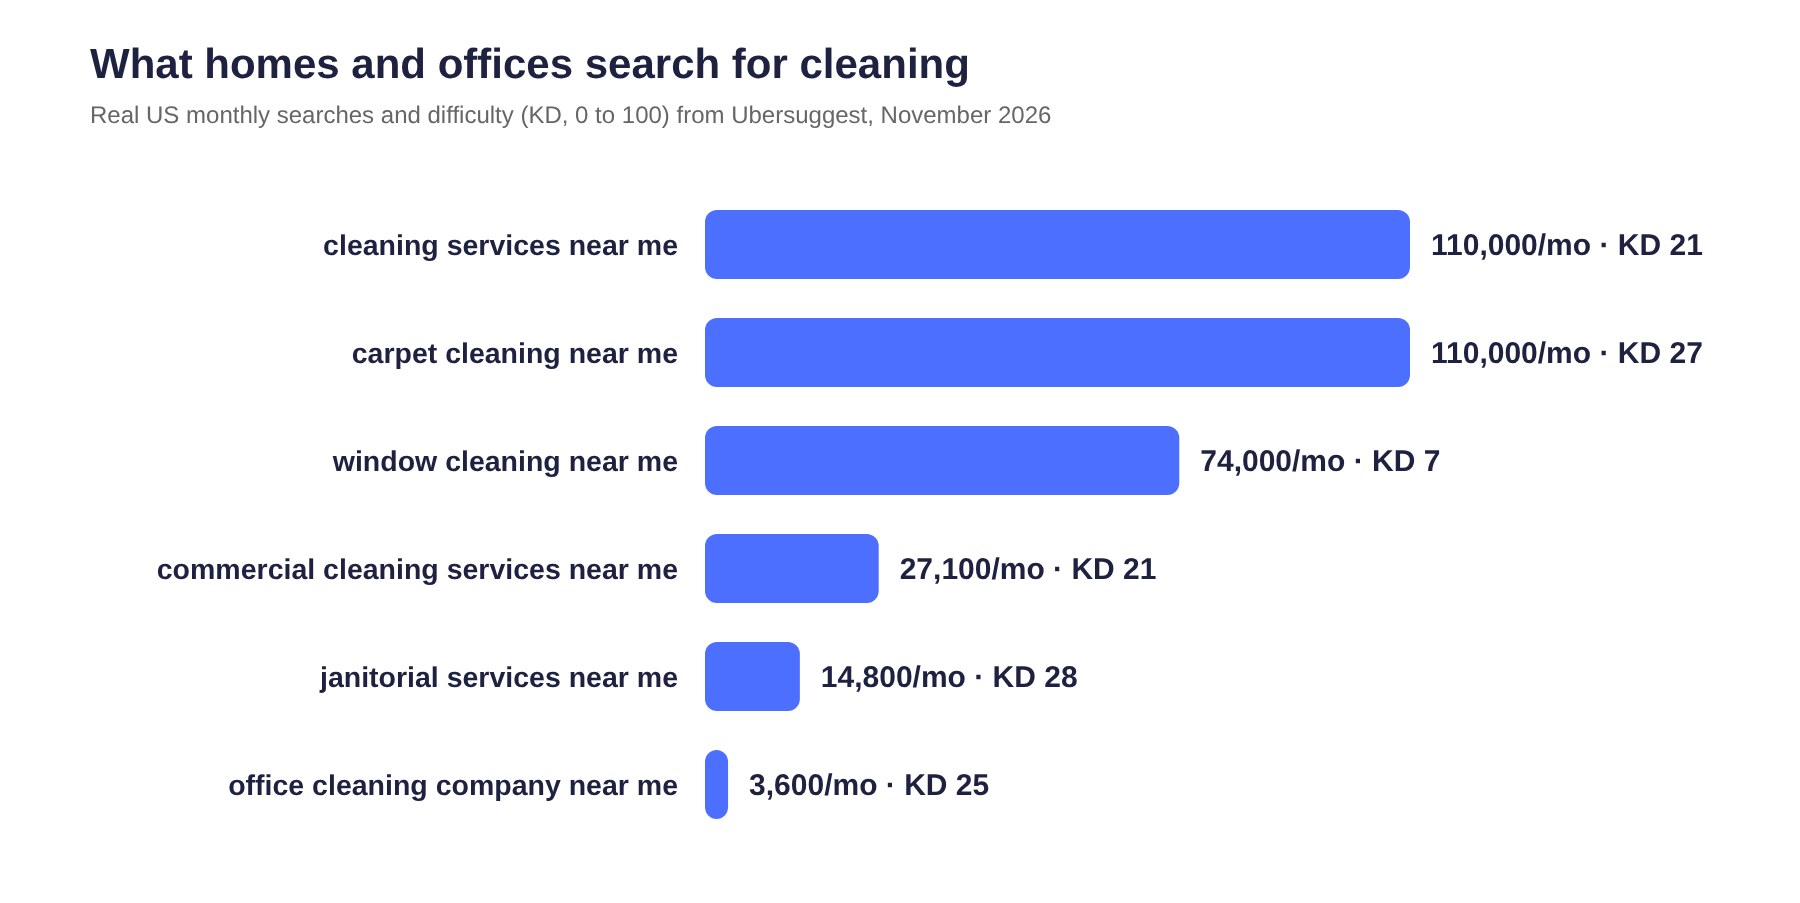 What homes and offices search for cleaning
Real US monthly searches and difficulty (KD, 0 to 100) from Ubersuggest, November 2026
cleaning services near me 110,000/mo · KD 21
carpet cleaning near me 110,000/mo · KD 27
window cleaning near me 74,000/mo · KD 7
commercial cleaning services near me 27,100/mo · KD 21
janitorial services near me 14,800/mo · KD 28
office cleaning company near me 3,600/mo · KD 25